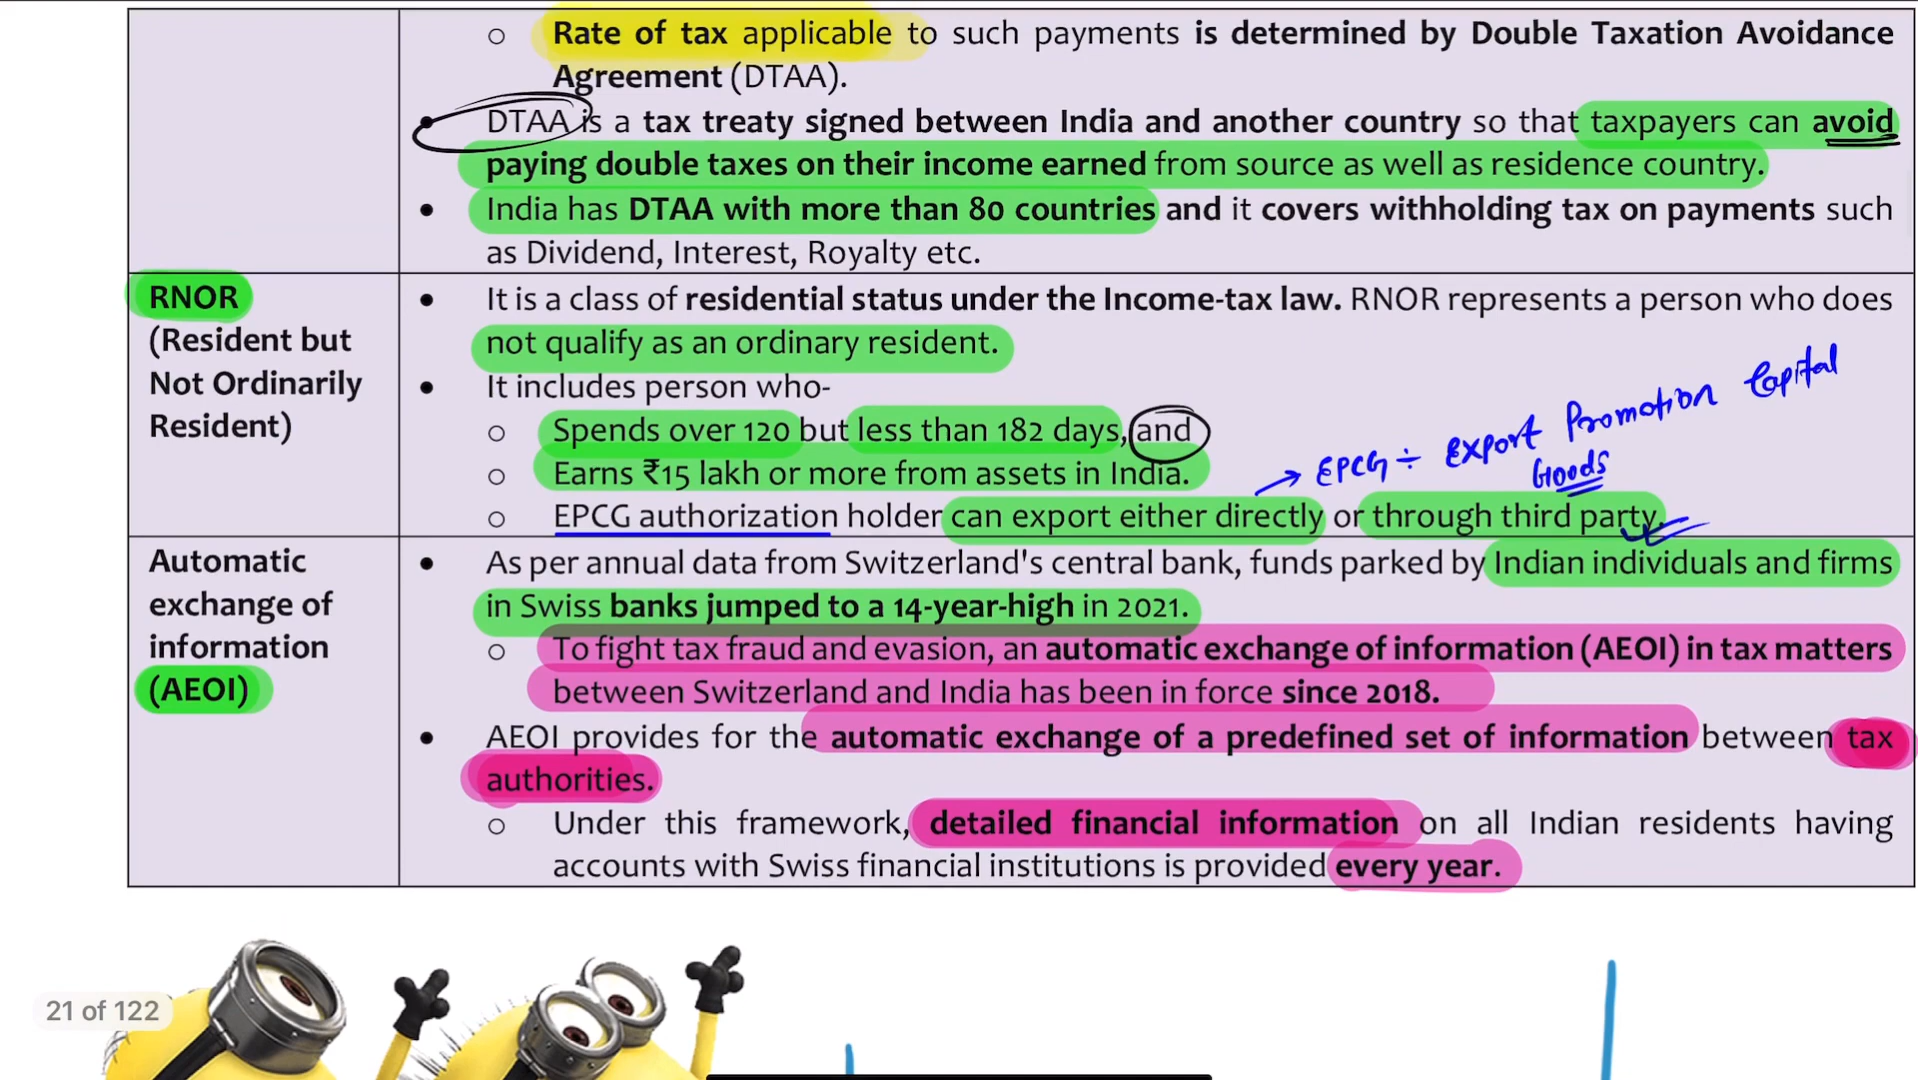 ○ Rate of tax applicable to such payments is determined by Double Taxation Avoidance
Agreement (DTAA).
• DTAA is a tax treaty signed between India and another country so that taxpayers can avoid
paying double taxes on their income earned from source as well as residence country.
• India has DTAA with more than 80 countries and it covers withholding tax on payments such
as Dividend, Interest, Royalty etc.
RNOR
(Resident but
Not Ordinarily
Resident)
• It is a class of residential status under the Income-tax law. RNOR represents a person who does
not qualify as an ordinary resident.
• It includes person who-
○ Spends over 120 but less than 182 days, and
○ Earns ₹15 lakh or more from assets in India.
○ EPCG authorization holder can export either directly or through third party.
→ EPCG ÷ Export Promotion Capital
Goods
Automatic
exchange of
information
(AEOI)
• As per annual data from Switzerland's central bank, funds parked by Indian individuals and firms
in Swiss banks jumped to a 14-year-high in 2021.
○ To fight tax fraud and evasion, an automatic exchange of information (AEOI) in tax matters
between Switzerland and India has been in force since 2018.
• AEOI provides for the automatic exchange of a predefined set of information between tax
authorities.
○ Under this framework, detailed financial information on all Indian residents having
accounts with Swiss financial institutions is provided every year.
21 of 122